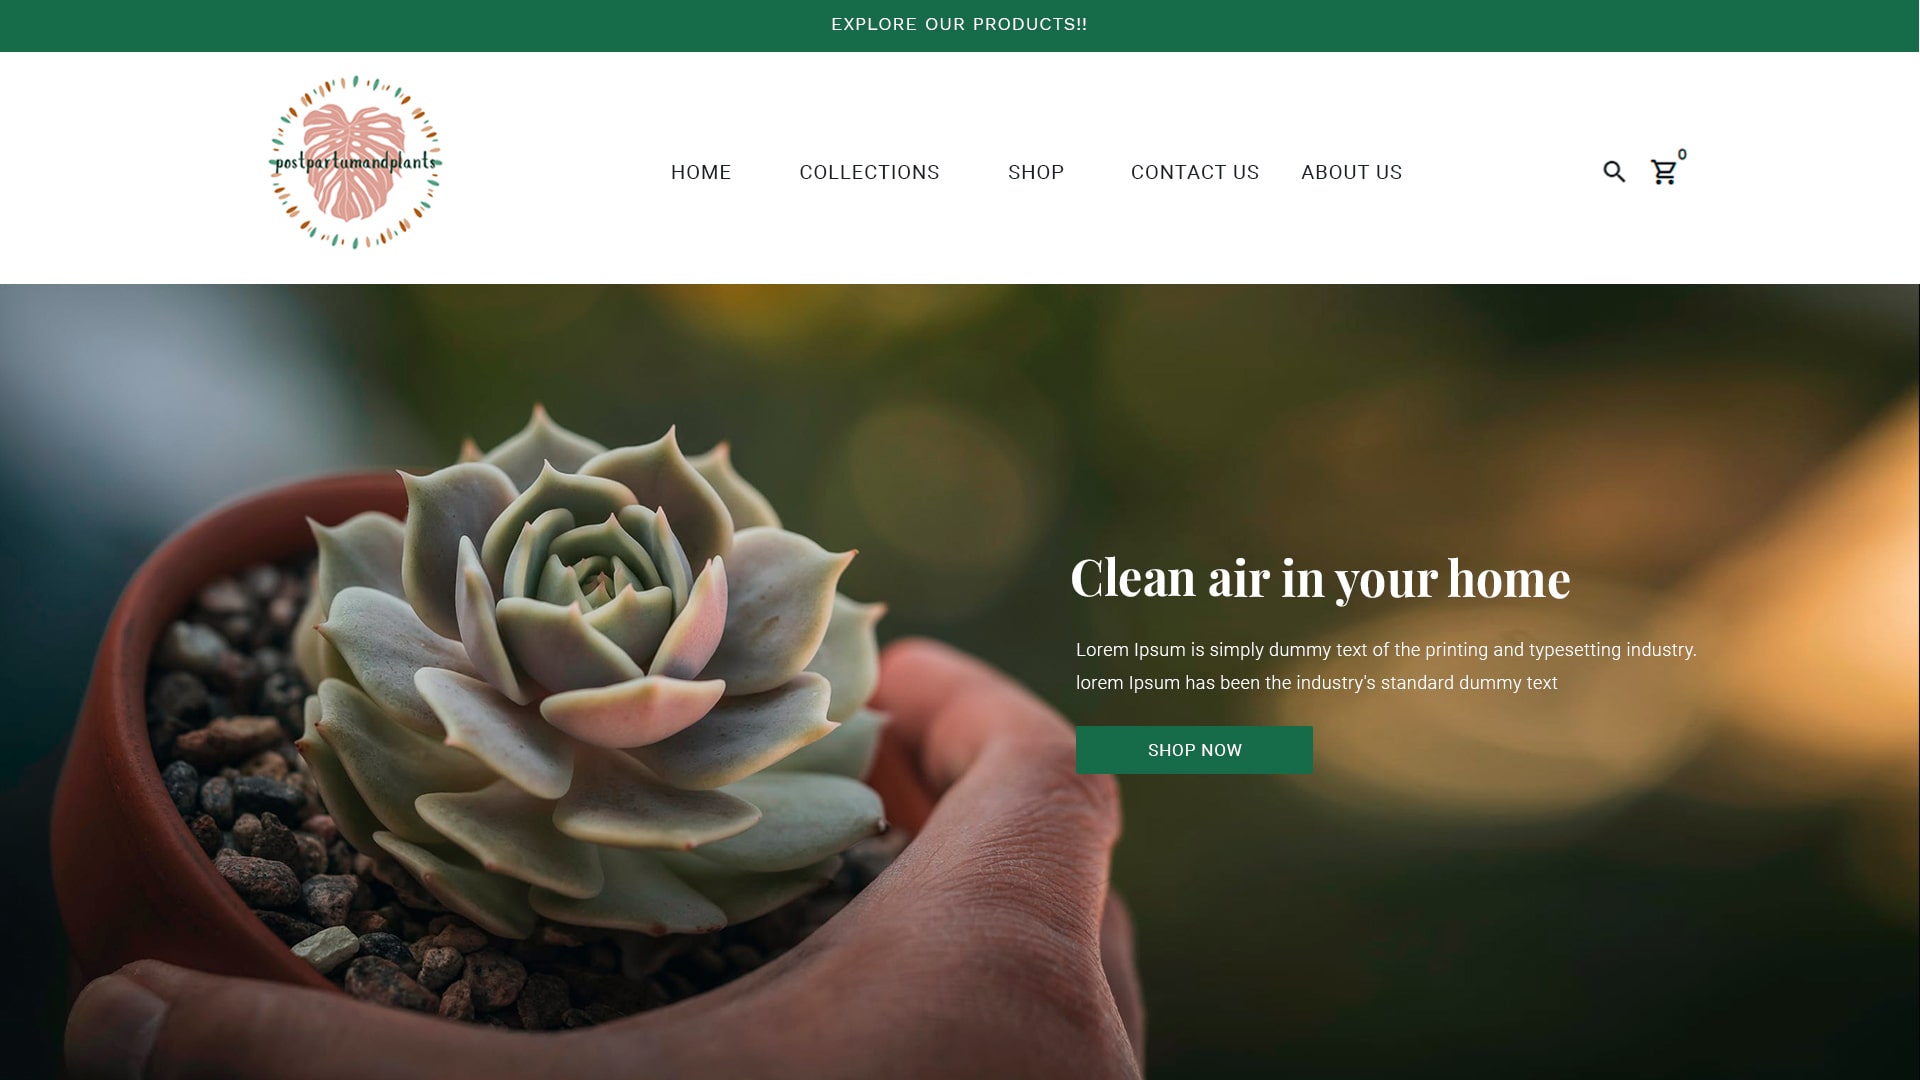 EXPLORE OUR PRODUCTS!!
postpartumandplants
HOME COLLECTIONS SHOP CONTACT US ABOUT US
0
Clean air in your home
Lorem Ipsum is simply dummy text of the printing and typesetting industry.
lorem Ipsum has been the industry's standard dummy text
SHOP NOW